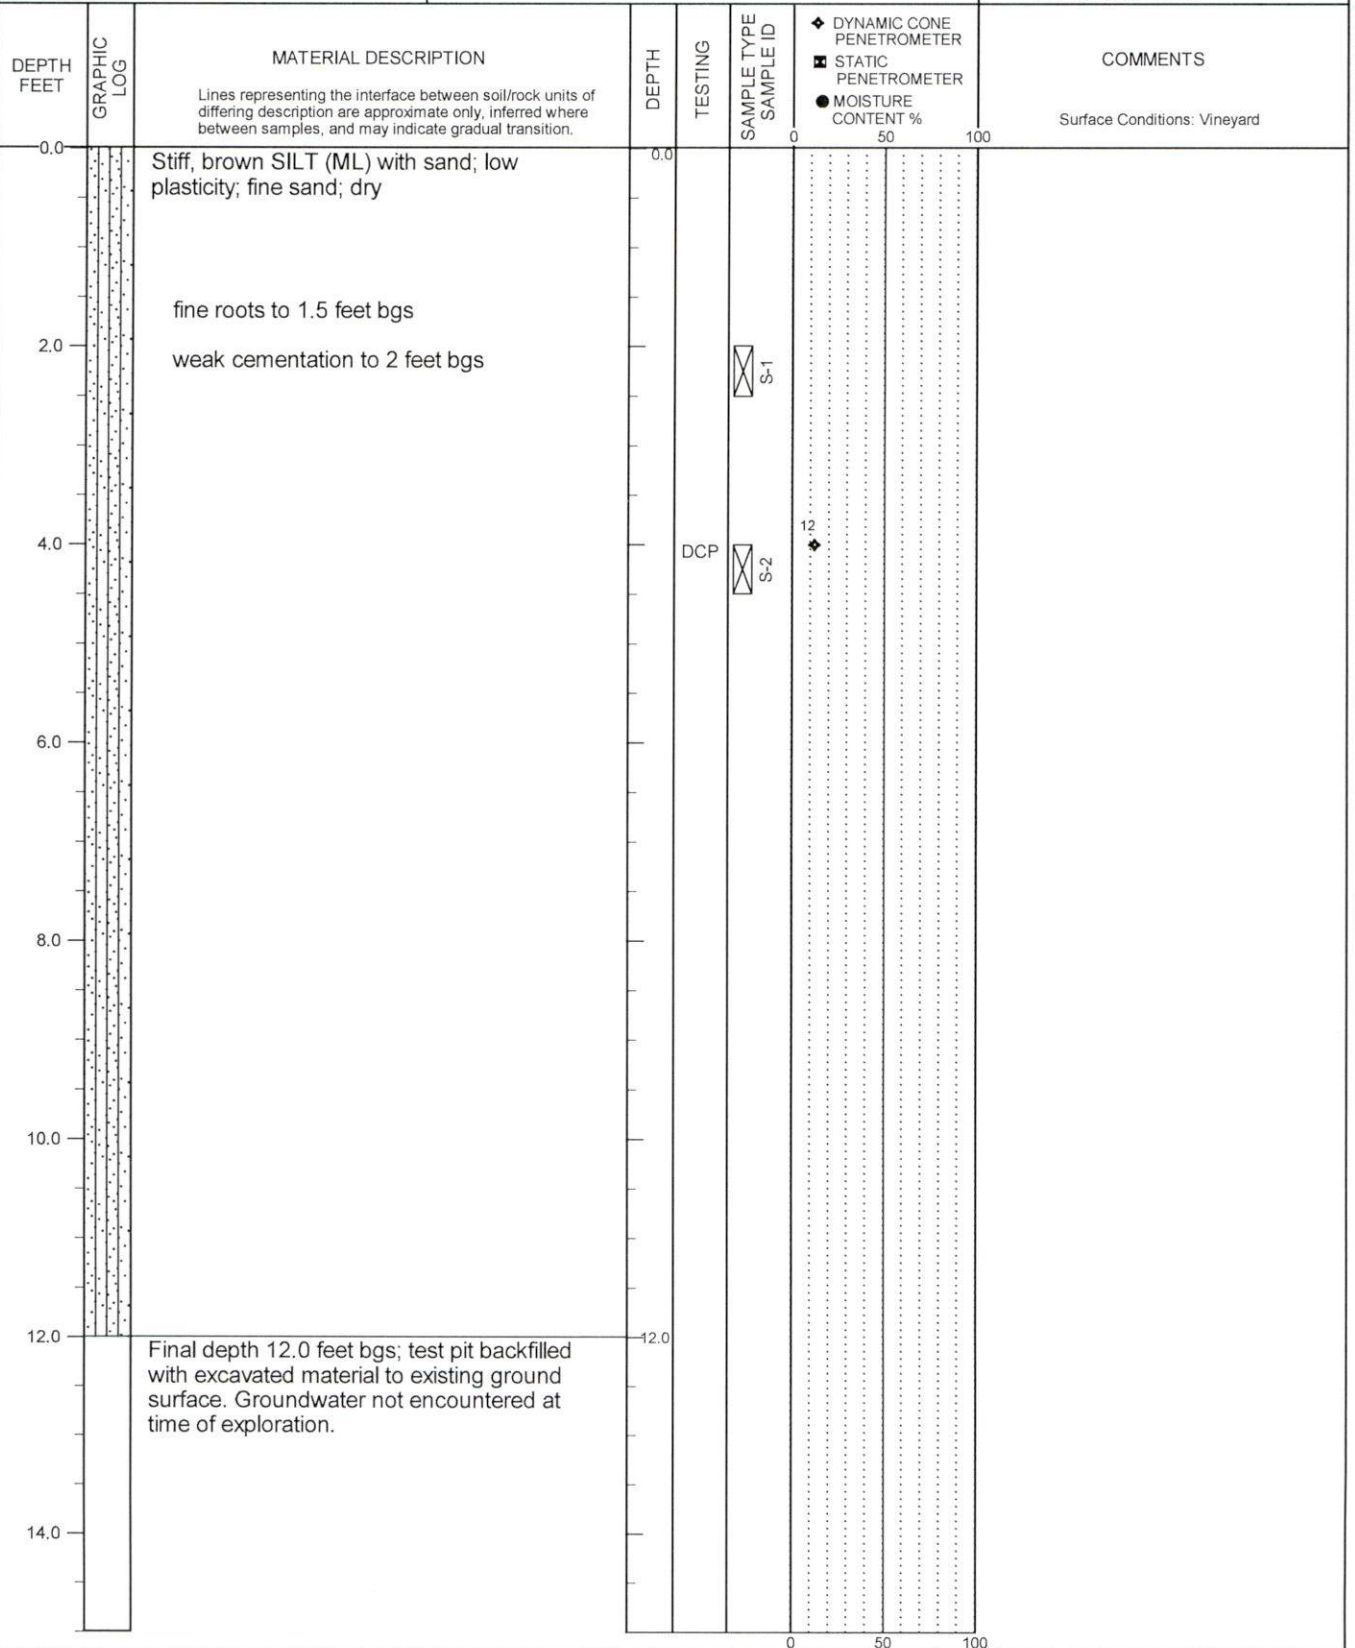 DEPTH
FEET
GRAPHIC
LOG
MATERIAL DESCRIPTION
Lines representing the interface between soil/rock units of
differing description are approximate only, inferred where
between samples, and may indicate gradual transition.
DEPTH
TESTING
SAMPLE TYPE
SAMPLE ID
DYNAMIC CONE
PENETROMETER
STATIC
PENETROMETER
MOISTURE
CONTENT %
0 50 100
COMMENTS
Surface Conditions: Vineyard
0.0
Stiff, brown SILT (ML) with sand; low
plasticity; fine sand; dry
0.0
fine roots to 1.5 feet bgs
2.0
weak cementation to 2 feet bgs
S-1
12
4.0
DCP
S-2
6.0
8.0
10.0
12.0
12.0
Final depth 12.0 feet bgs; test pit backfilled
with excavated material to existing ground
surface. Groundwater not encountered at
time of exploration.
14.0
0 50 100